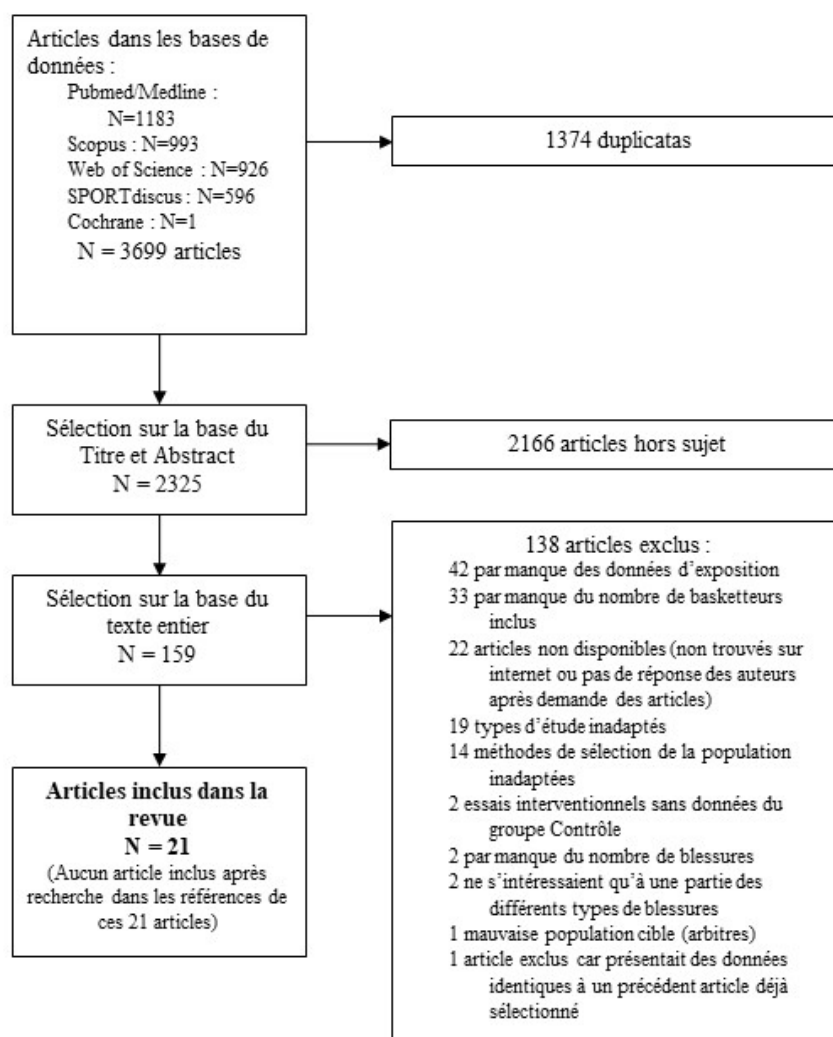 Articles dans les bases de
données :
Pubmed/Medline :
N=1183
Scopus : N=993
Web of Science : N=926
SPORTdiscus : N=596
Cochrane : N=1
N = 3699 articles
1374 duplicatas
Sélection sur la base du
Titre et Abstract
N = 2325
2166 articles hors sujet
Sélection sur la base du
texte entier
N = 159
138 articles exclus :
42 par manque des données d'exposition
33 par manque du nombre de basketteurs
inclus
22 articles non disponibles (non trouvés sur
internet ou pas de réponse des auteurs
après demande des articles)
19 types d'étude inadaptés
14 méthodes de sélection de la population
inadaptées
2 essais interventionnels sans données du
groupe Contrôle
2 par manque du nombre de blessures
2 ne s'intéressaient qu'à une partie des
différents types de blessures
1 mauvaise population cible (arbitres)
1 article exclus car présentait des données
identiques à un précédent article déjà
sélectionné
Articles inclus dans la
revue
N = 21
(Aucun article inclus après
recherche dans les références de
ces 21 articles)